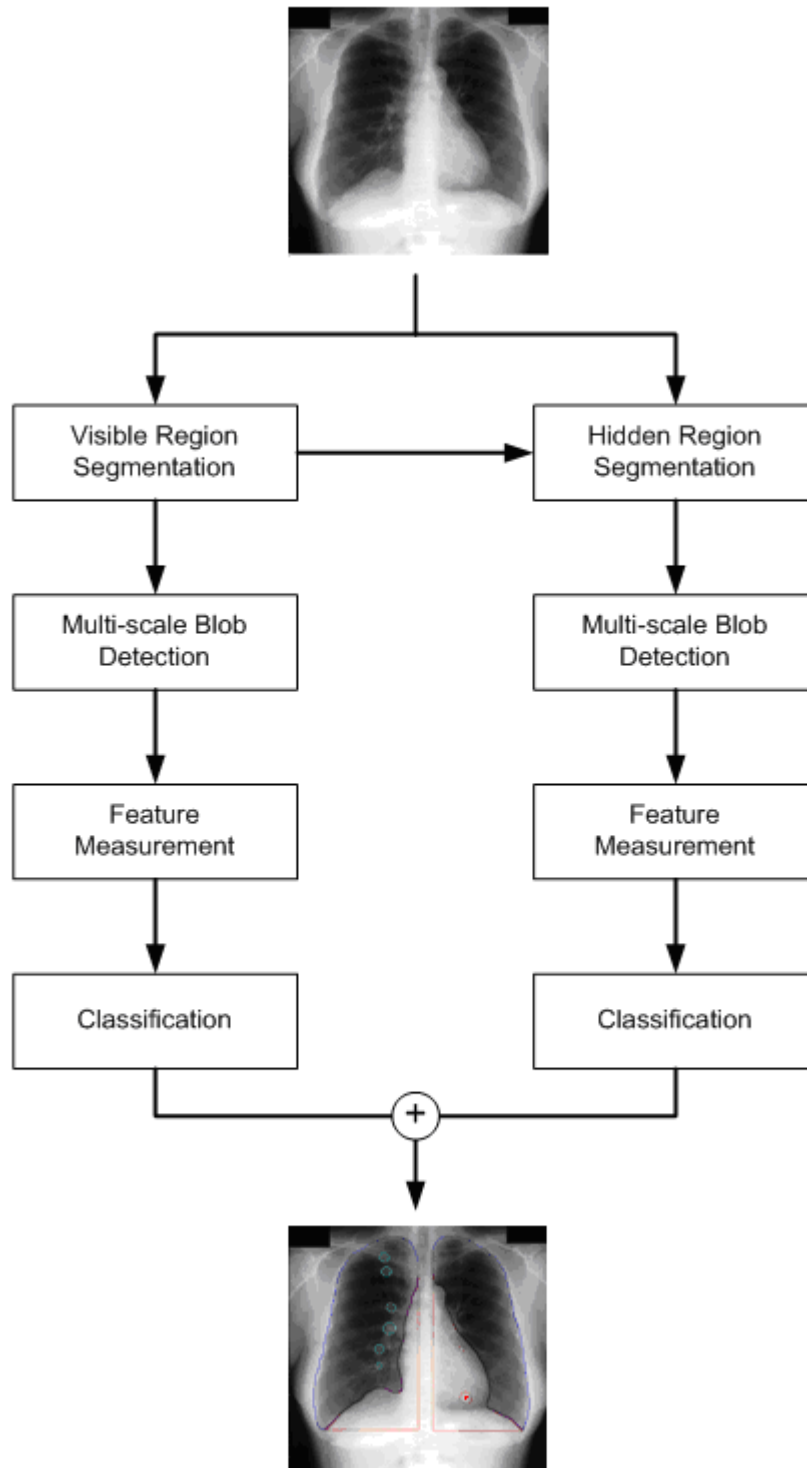 Visible Region
Segmentation
Hidden Region
Segmentation
Multi-scale Blob
Detection
Multi-scale Blob
Detection
Feature
Measurement
Feature
Measurement
Classification
Classification
+